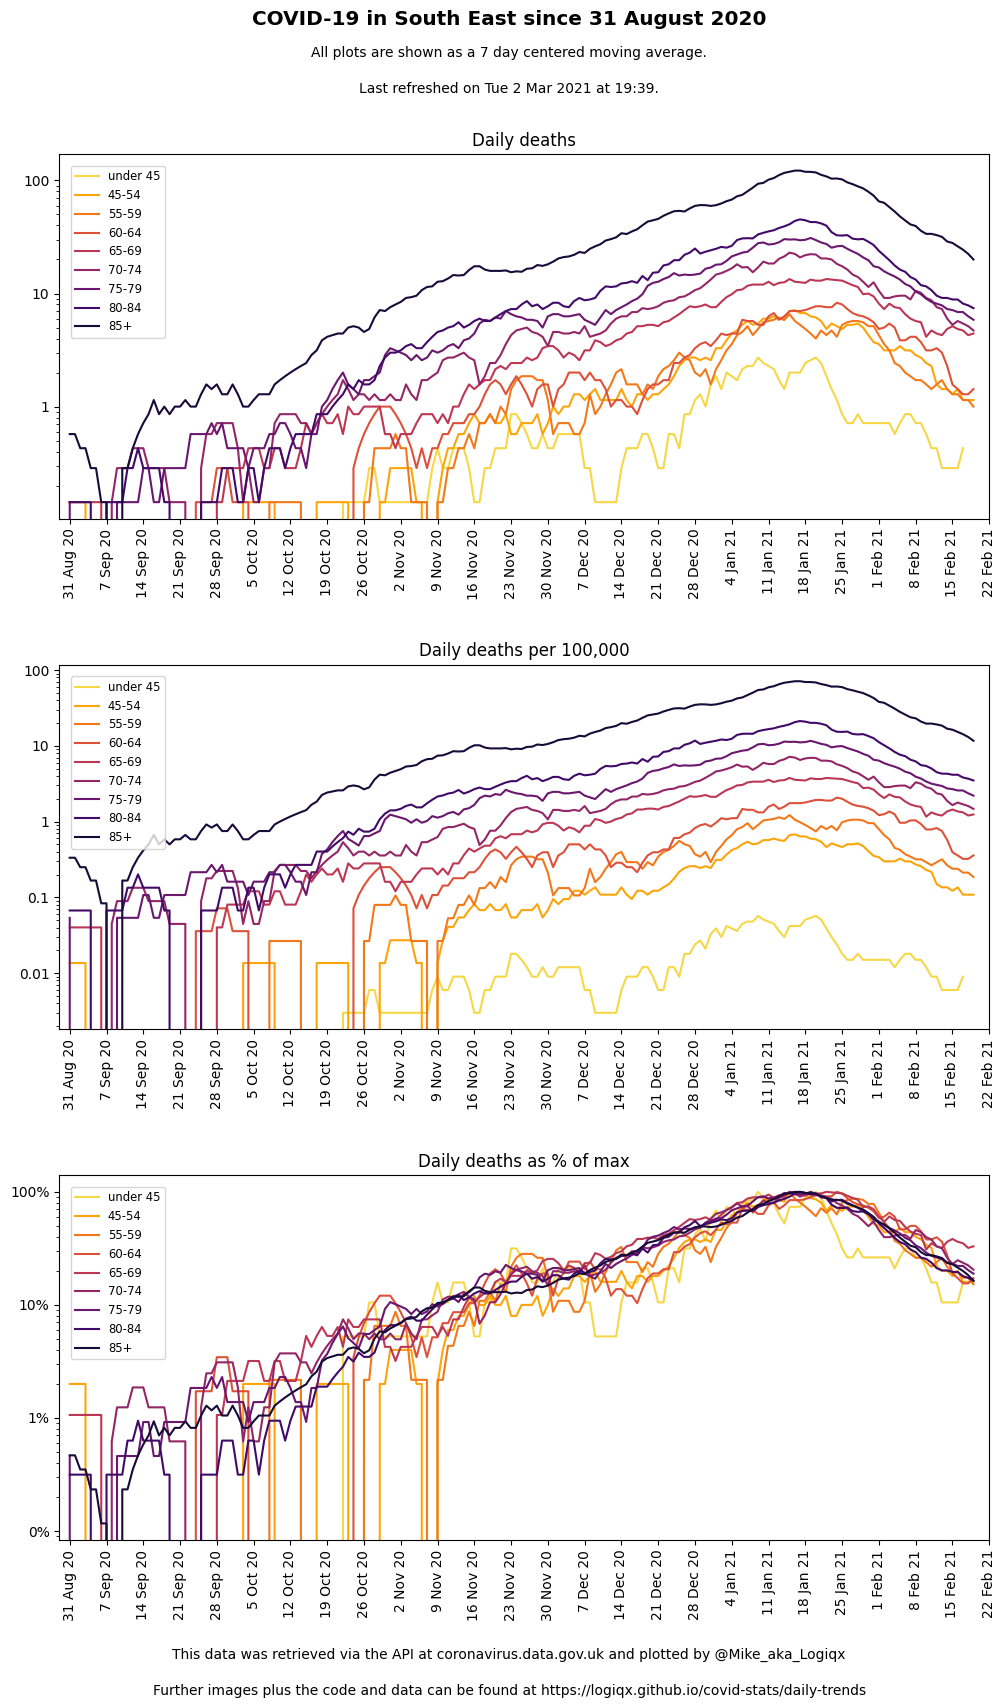 COVID-19 in South East since 31 August 2020
All plots are shown as a 7 day centered moving average.
Last refreshed on Tue 2 Mar 2021 at 19:39.
Daily deaths
100
10
1
under 45
45-54
55-59
60-64
65-69
70-74
75-79
80-84
85+
31 Aug 20
7 Sep 20
14 Sep 20
21 Sep 20
28 Sep 20
5 Oct 20
12 Oct 20
19 Oct 20
26 Oct 20
2 Nov 20
9 Nov 20
16 Nov 20
23 Nov 20
30 Nov 20
7 Dec 20
14 Dec 20
21 Dec 20
28 Dec 20
4 Jan 21
11 Jan 21
18 Jan 21
25 Jan 21
1 Feb 21
8 Feb 21
15 Feb 21
22 Feb 21
Daily deaths per 100,000
100
10
1
0.1
0.01
under 45
45-54
55-59
60-64
65-69
70-74
75-79
80-84
85+
31 Aug 20
7 Sep 20
14 Sep 20
21 Sep 20
28 Sep 20
5 Oct 20
12 Oct 20
19 Oct 20
26 Oct 20
2 Nov 20
9 Nov 20
16 Nov 20
23 Nov 20
30 Nov 20
7 Dec 20
14 Dec 20
21 Dec 20
28 Dec 20
4 Jan 21
11 Jan 21
18 Jan 21
25 Jan 21
1 Feb 21
8 Feb 21
15 Feb 21
22 Feb 21
Daily deaths as % of max
100%
10%
1%
0%
under 45
45-54
55-59
60-64
65-69
70-74
75-79
80-84
85+
31 Aug 20
7 Sep 20
14 Sep 20
21 Sep 20
28 Sep 20
5 Oct 20
12 Oct 20
19 Oct 20
26 Oct 20
2 Nov 20
9 Nov 20
16 Nov 20
23 Nov 20
30 Nov 20
7 Dec 20
14 Dec 20
21 Dec 20
28 Dec 20
4 Jan 21
11 Jan 21
18 Jan 21
25 Jan 21
1 Feb 21
8 Feb 21
15 Feb 21
22 Feb 21
This data was retrieved via the API at coronavirus.data.gov.uk and plotted by @Mike_aka_Logiqx
Further images plus the code and data can be found at https://logiqx.github.io/covid-stats/daily-trends